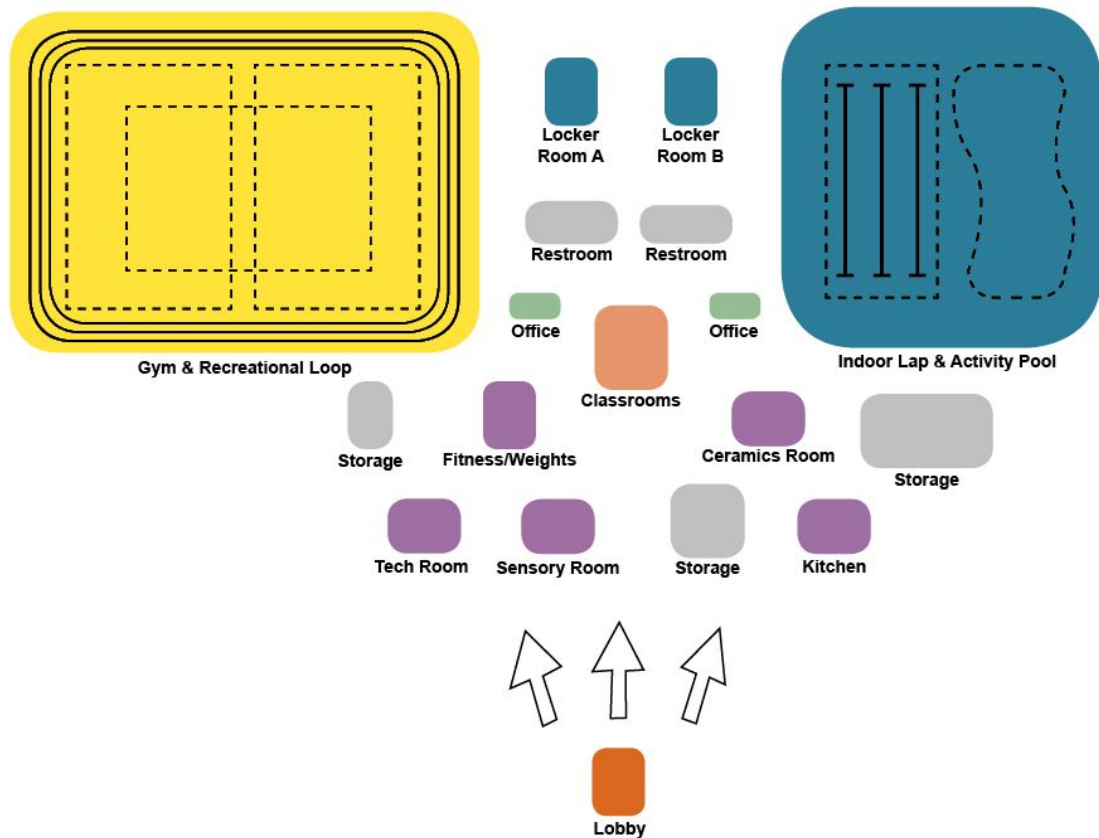 Locker
Room A
Locker
Room B
Restroom
Restroom
Office
Office
Gym & Recreational Loop
Indoor Lap & Activity Pool
Classrooms
Storage
Fitness/Weights
Ceramics Room
Storage
Tech Room
Sensory Room
Storage
Kitchen
Lobby